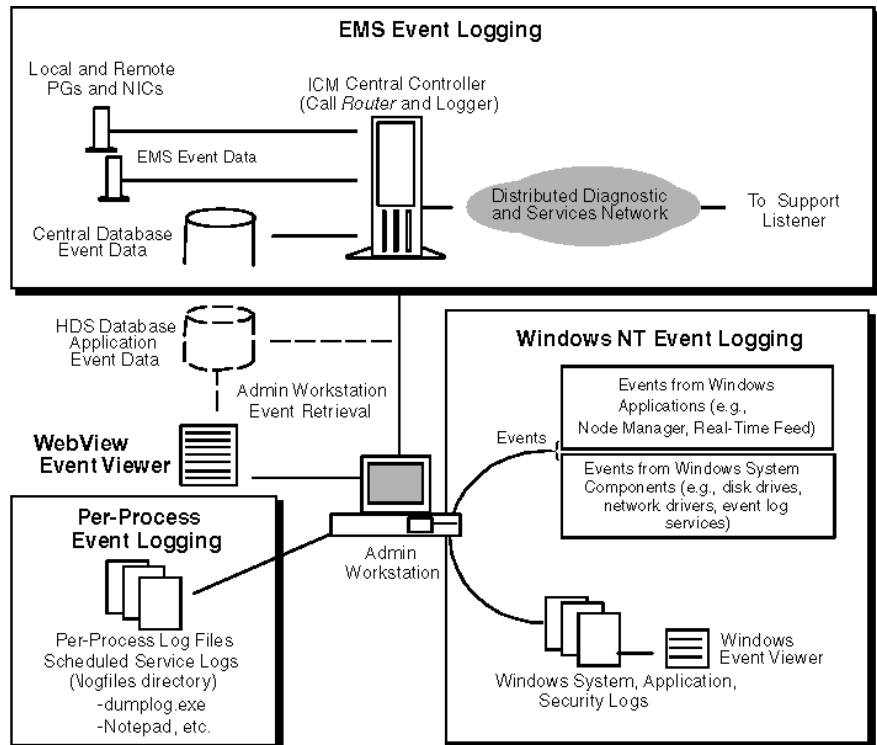 EMS Event Logging
Local and Remote
PGs and NICs
ICM Central Controller
(Call Router and Logger)
EMS Event Data
Distributed Diagnostic
and Services Network
To Support
Listener
Central Database
Event Data
HDS Database
Application
Event Data
Admin Workstation
Event Retrieval
WebView
Event Viewer
Admin
Workstation
Windows NT Event Logging
Events from Windows
Applications (e.g.,
Node Manager, Real-Time Feed)
Events
Events from Windows System
Components (e.g., disk drives,
network drivers, event log
services)
Windows
Event Viewer
Windows System, Application,
Security Logs
Per-Process
Event Logging
Per-Process Log Files
Scheduled Service Logs
(\logfiles directory)
-dumplog.exe
-Notepad, etc.